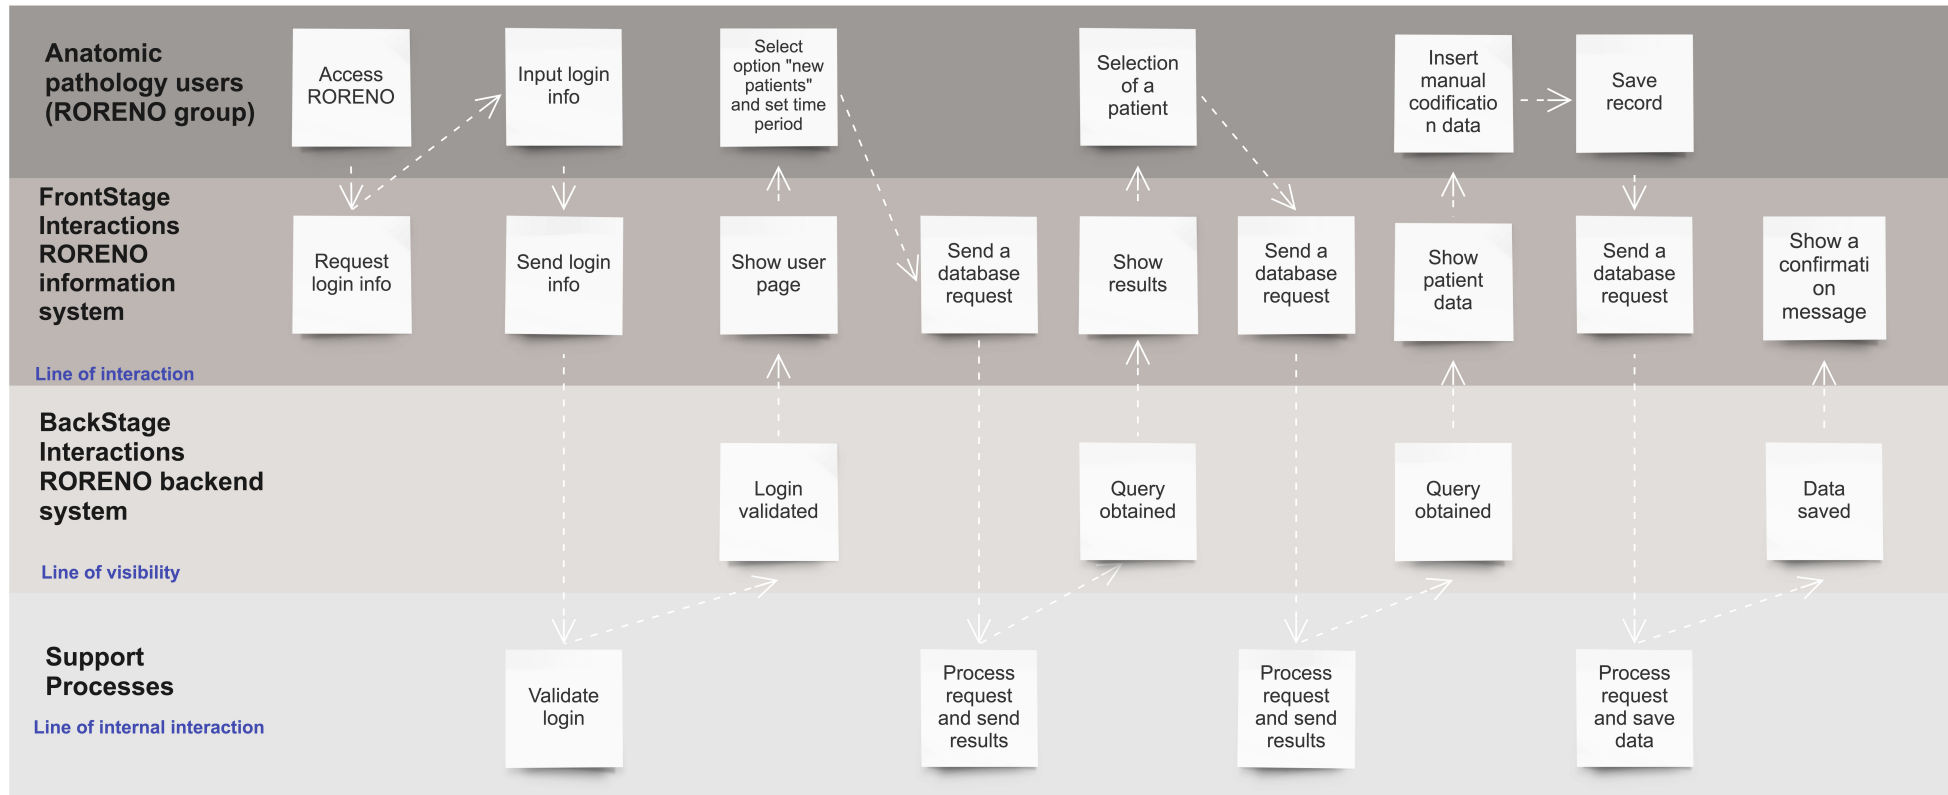 Anatomic
pathology users
(RORENO group)
Access
RORENO
Input login
info
Select
option "new
patients"
and set time
period
Selection
of a
patient
Insert
manual
codificatio
n data
Save
record
FrontStage
Interactions
RORENO
information
system
Request
login info
Send login
info
Show user
page
Send a
database
request
Show
results
Send a
database
request
Show
patient
data
Send a
database
request
Show a
confirmati
on
message
Line of interaction
BackStage
Interactions
RORENO backend
system
Login
validated
Query
obtained
Query
obtained
Data
saved
Line of visibility
Support
Processes
Validate
login
Process
request
and send
results
Process
request
and send
results
Process
request
and save
data
Line of internal interaction